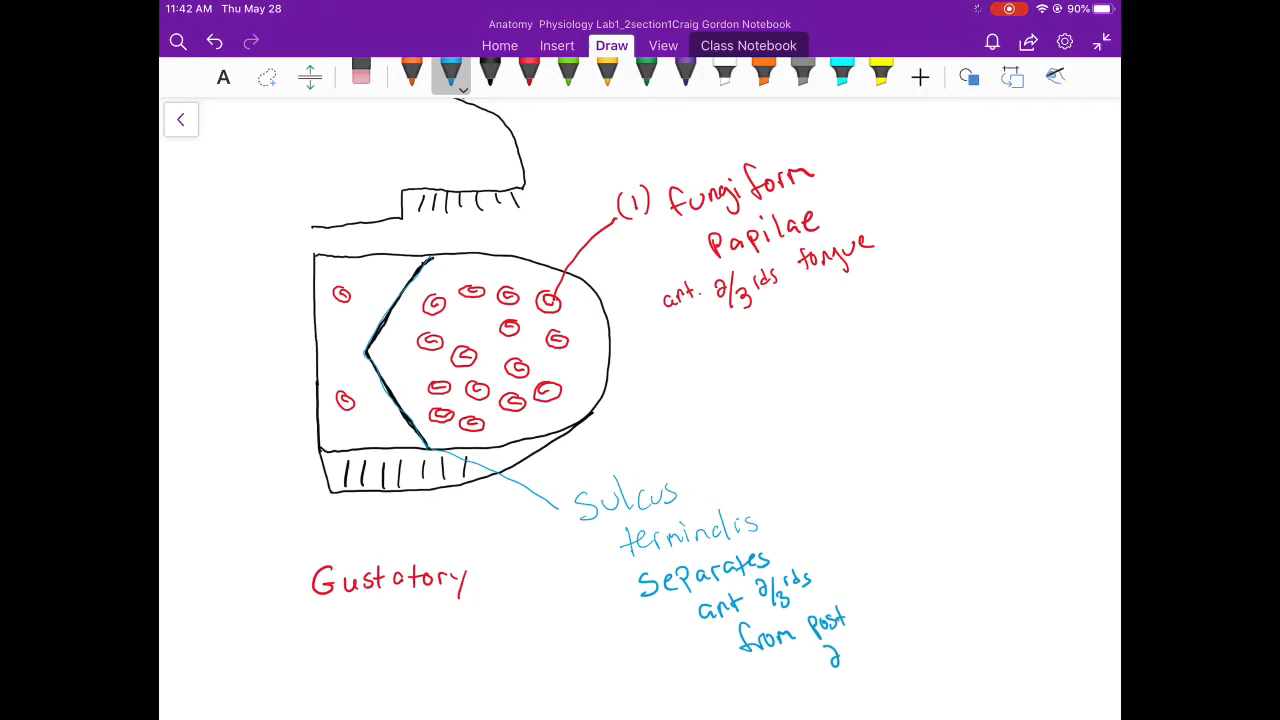 11:42 AM Thu May 28
90%
Anatomy Physiology Lab1_2section1Craig Gordon Notebook
Home Insert Draw View Class Notebook
A
(1) fungiform
papilae
ant. 2/3rds tongue
Sulcus
terminalis
separates
ant 2/3rds
from post
2
Gustatory